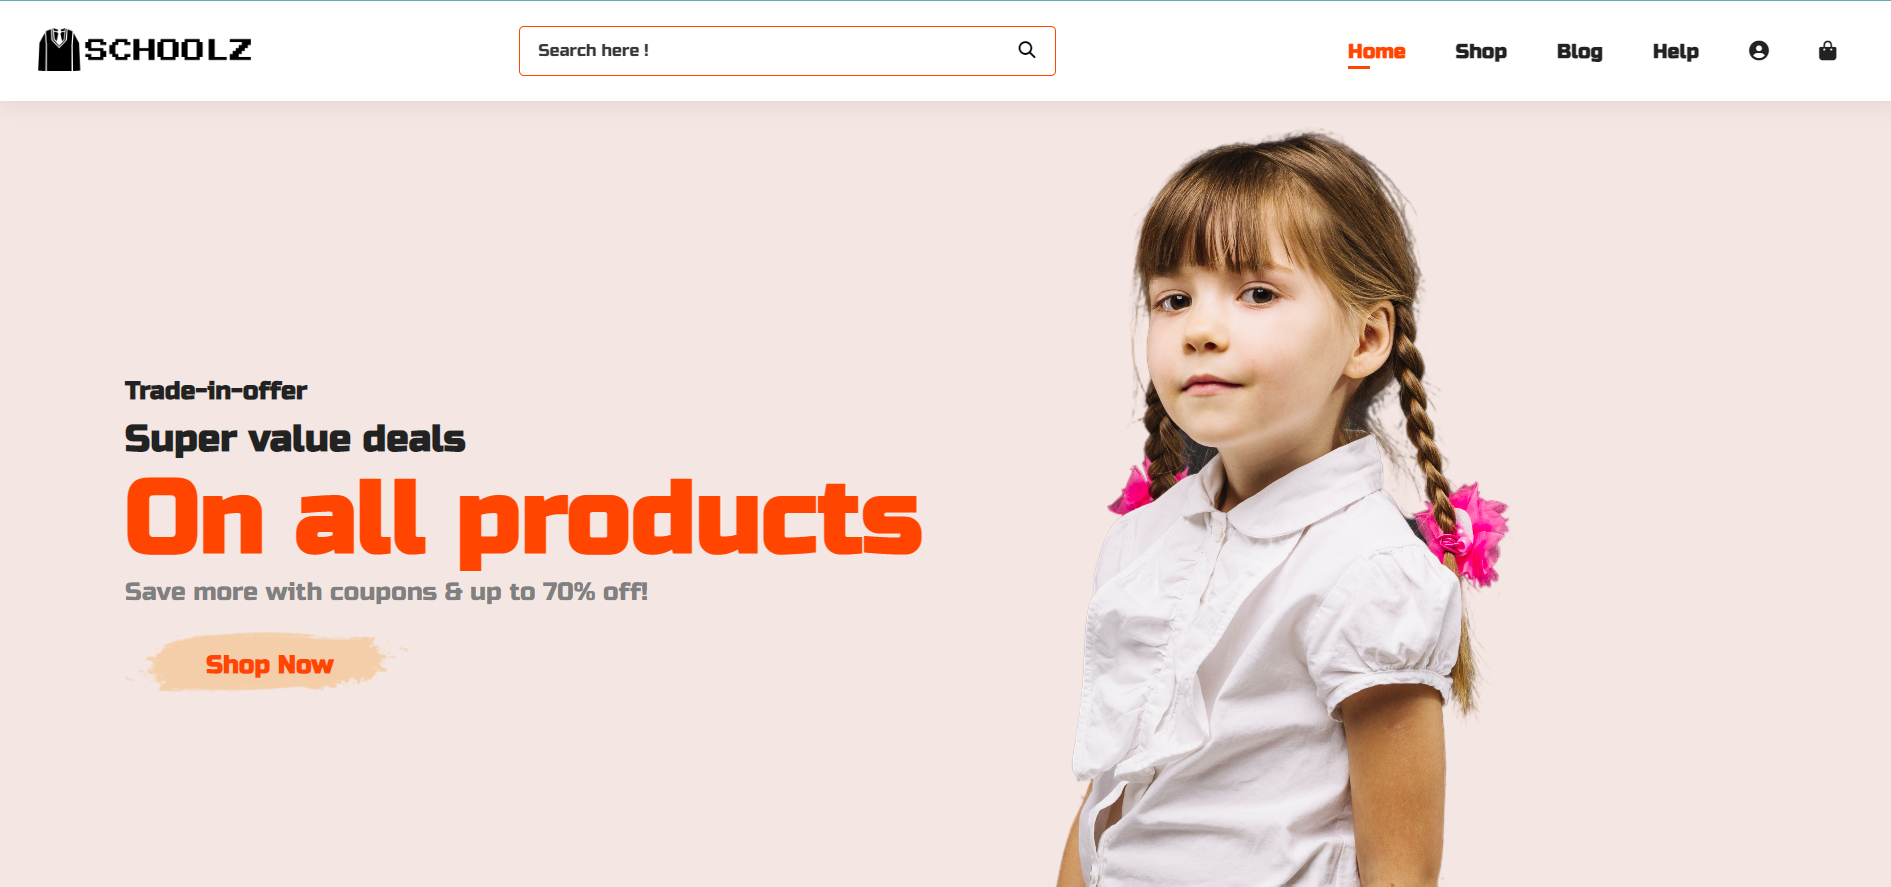 SCHOOLZ
Search here !
Home
Shop
Blog
Help
Trade-in-offer
Super value deals
On all products
Save more with coupons & up to 70% off!
Shop Now